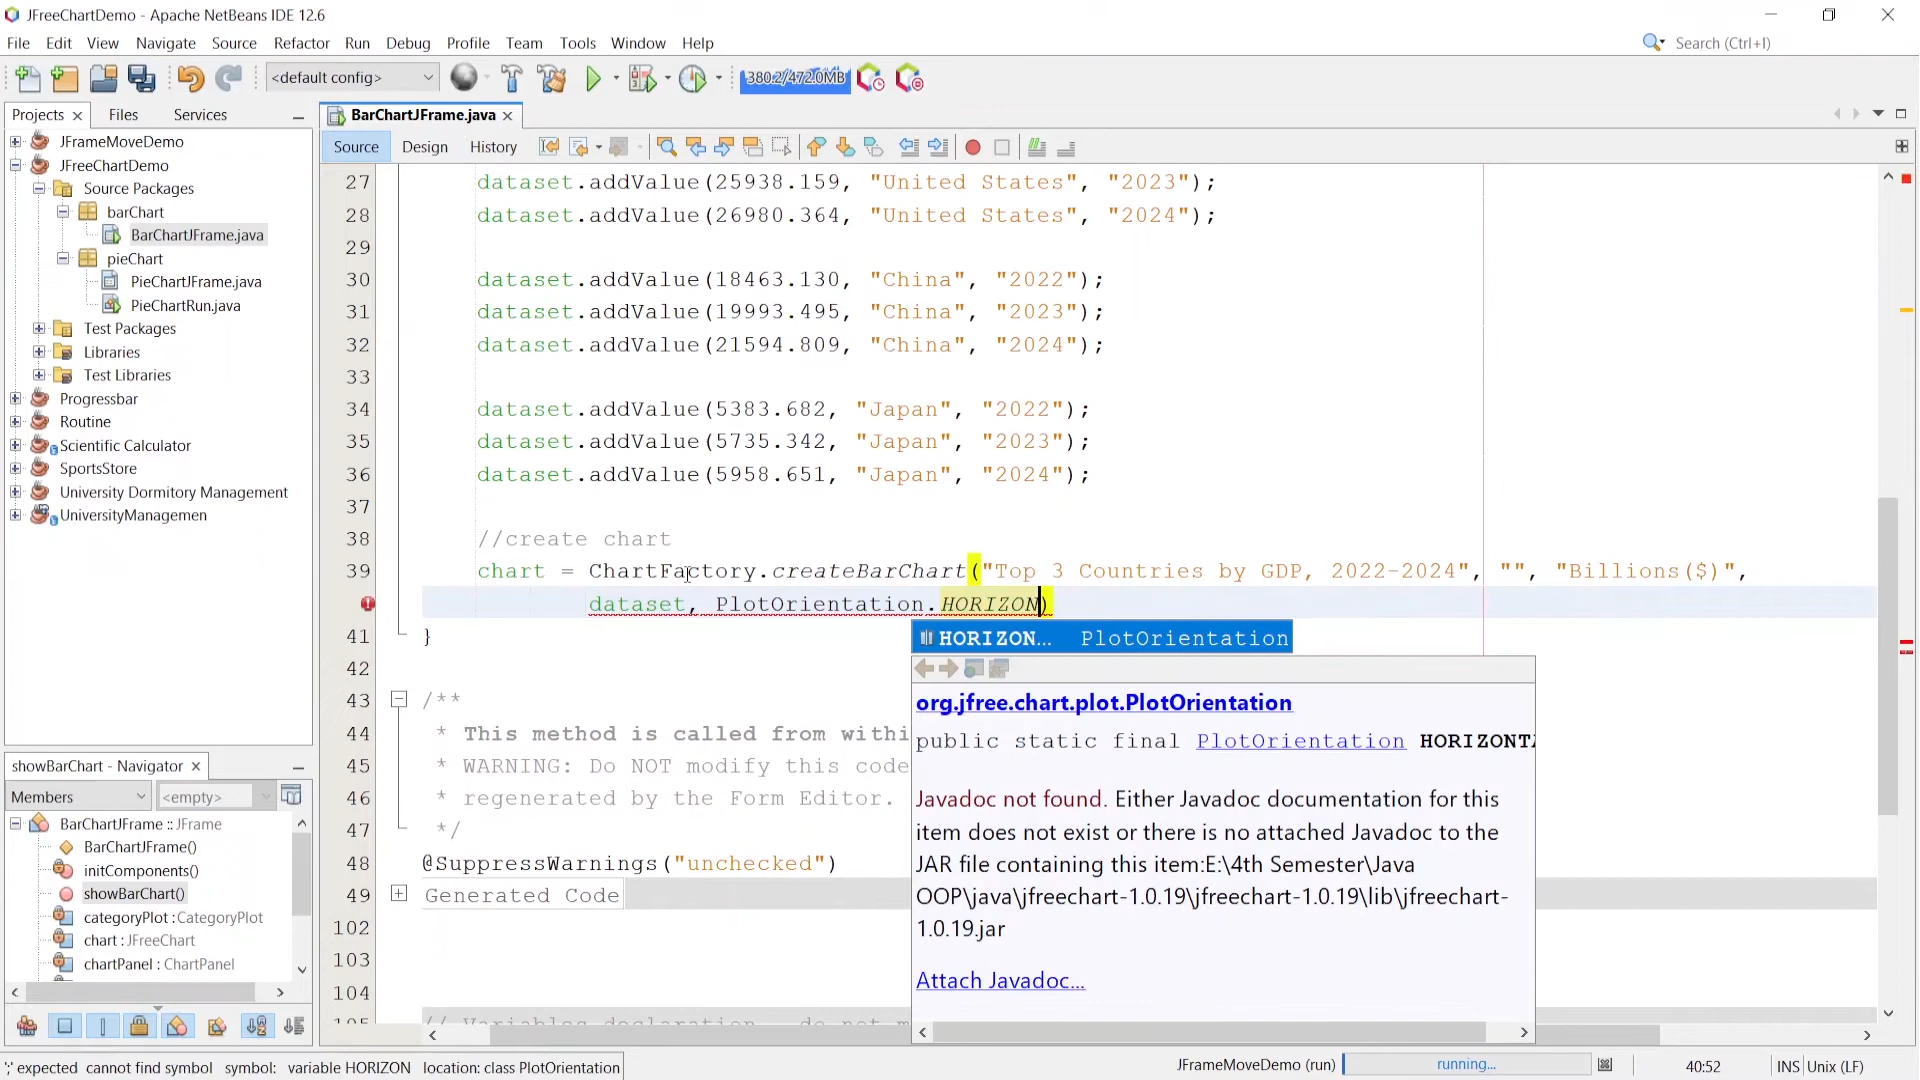 JFreeChartDemo - Apache NetBeans IDE 12.6
File Edit View Navigate Source Refactor Run Debug Profile Team Tools Window Help
Search (Ctrl+I)
<default config>
380.2/472.0MB
Projects Files Services
BarChartJFrame.java
Source Design History
JFrameMoveDemo
JFreeChartDemo
Source Packages
barChart
BarChartJFrame.java
pieChart
PieChartJFrame.java
PieChartRun.java
Test Packages
Libraries
Test Libraries
Progressbar
Routine
Scientific Calculator
SportsStore
University Dormitory Management
UniversityManagemen
27 dataset.addValue(25938.159, "United States", "2023");
28 dataset.addValue(26980.364, "United States", "2024");
29
30 dataset.addValue(18463.130, "China", "2022");
31 dataset.addValue(19993.495, "China", "2023");
32 dataset.addValue(21594.809, "China", "2024");
33
34 dataset.addValue(5383.682, "Japan", "2022");
35 dataset.addValue(5735.342, "Japan", "2023");
36 dataset.addValue(5958.651, "Japan", "2024");
37
38 //create chart
39 chart = ChartFactory.createBarChart("Top 3 Countries by GDP, 2022-2024", "", "Billions($)",
dataset, PlotOrientation.HORIZON)
41 }
42
43 /**
44 * This method is called from withi
45 * WARNING: Do NOT modify this code
46 * regenerated by the Form Editor.
47 */
48 @SuppressWarnings("unchecked")
49 Generated Code
102
103
104
105 // Variables declaration - do not m
HORIZON... PlotOrientation
org.jfree.chart.plot.PlotOrientation
public static final PlotOrientation HORIZONTA
Javadoc not found. Either Javadoc documentation for this
item does not exist or there is no attached Javadoc to the
JAR file containing this item:E:\4th Semester\Java
OOP\java\jfreechart-1.0.19\jfreechart-1.0.19\lib\jfreechart-
1.0.19.jar
Attach Javadoc...
showBarChart - Navigator
Members <empty>
BarChartJFrame :: JFrame
BarChartJFrame()
initComponents()
showBarChart()
categoryPlot : CategoryPlot
chart : JFreeChart
chartPanel : ChartPanel
';' expected cannot find symbol symbol: variable HORIZON location: class PlotOrientation
JFrameMoveDemo (run) running... 40:52 INS Unix (LF)